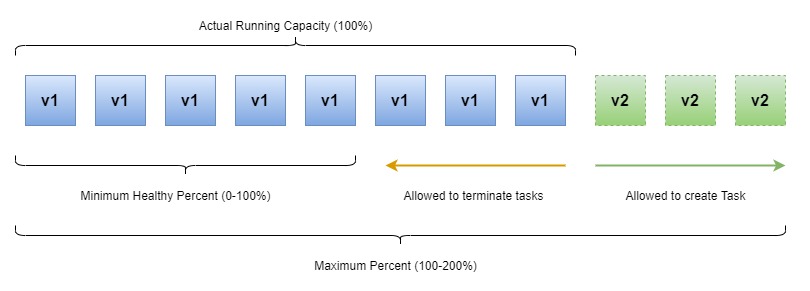 Actual Running Capacity (100%)
v1 v1 v1 v1 v1 v1 v1 v1 v2 v2 v2
Minimum Healthy Percent (0-100%) Allowed to terminate tasks Allowed to create Task
Maximum Percent (100-200%)